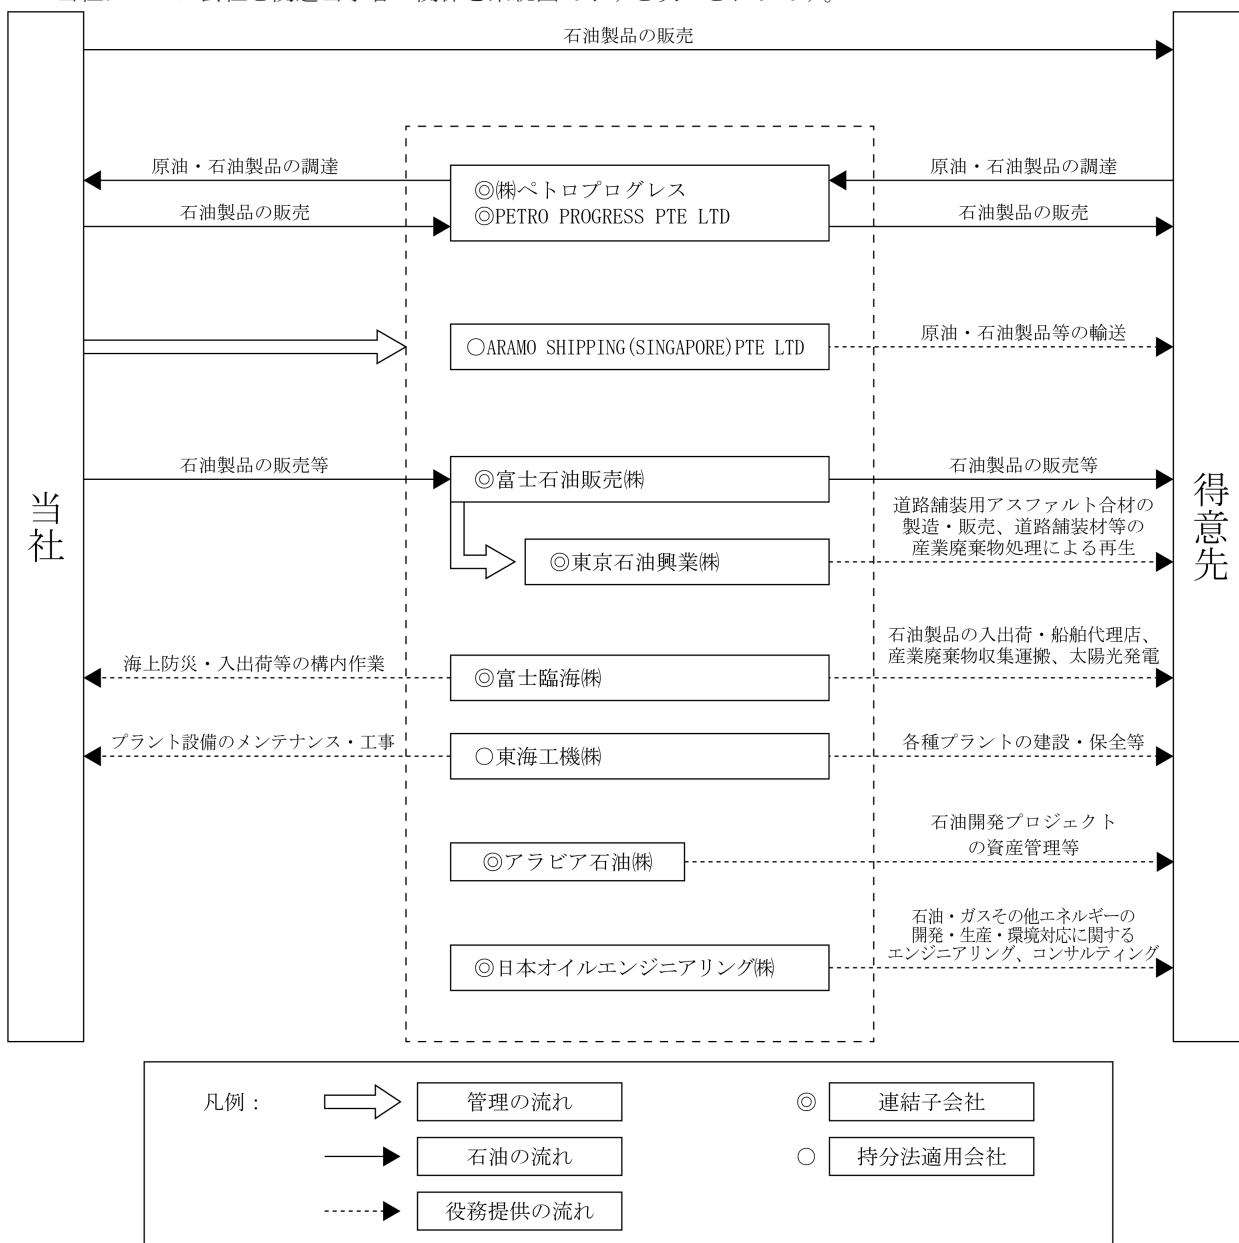 石油製品の販売
当社
得意先
原油・石油製品の調達
石油製品の販売
◎㈱ペトロプログレス
◎PETRO PROGRESS PTE LTD
原油・石油製品の調達
石油製品の販売
○ARAMO SHIPPING(SINGAPORE)PTE LTD
原油・石油製品等の輸送
石油製品の販売等
◎富士石油販売㈱
石油製品の販売等
◎東京石油興業㈱
道路舗装用アスファルト合材の
製造・販売、道路舗装材等の
産業廃棄物処理による再生
海上防災・入出荷等の構内作業
◎富士臨海㈱
石油製品の入出荷・船舶代理店、
産業廃棄物収集運搬、太陽光発電
プラント設備のメンテナンス・工事
○東海工機㈱
各種プラントの建設・保全等
◎アラビア石油㈱
石油開発プロジェクト
の資産管理等
◎日本オイルエンジニアリング㈱
石油・ガスその他エネルギーの
開発・生産・環境対応に関する
エンジニアリング、コンサルティング
凡例：
管理の流れ
◎ 連結子会社
石油の流れ
○ 持分法適用会社
役務提供の流れ